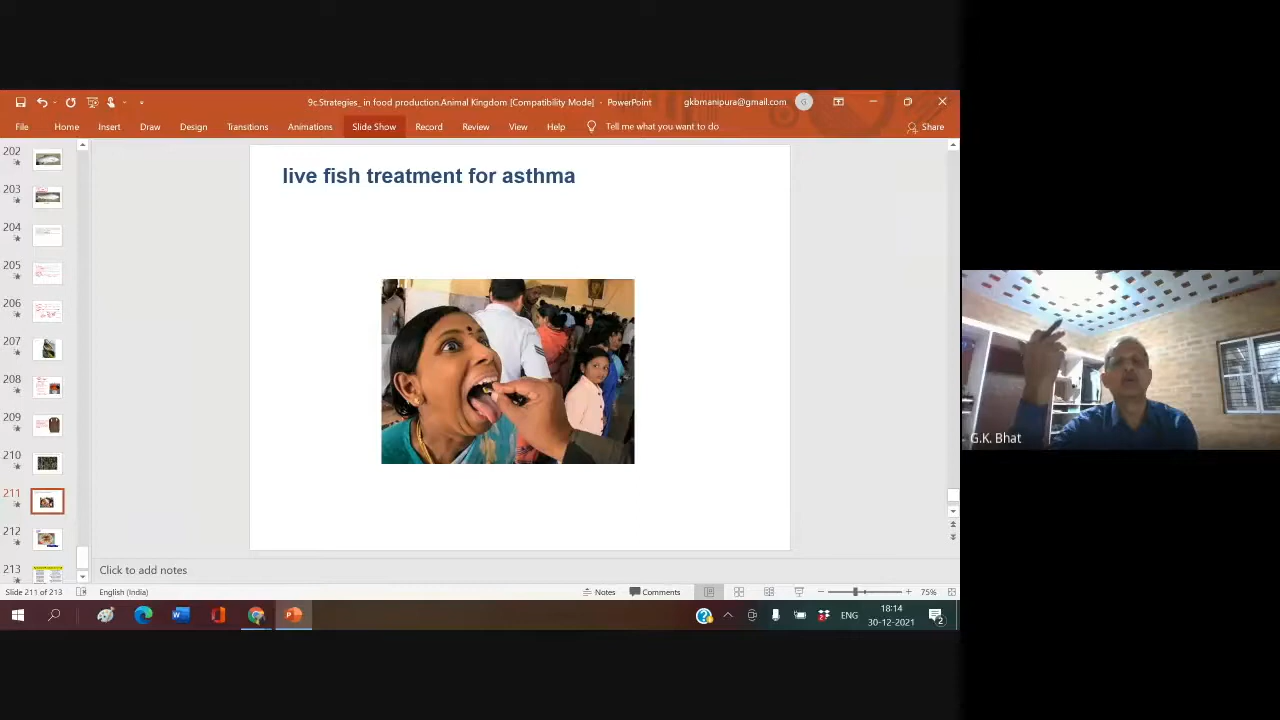 9c.Strategies_ in food production.Animal Kingdom [Compatibility Mode] - PowerPoint
gkbmanipura@gmail.com
G
File Home Insert Draw Design Transitions Animations Slide Show Record Review View Help Tell me what you want to do
Share
202
203
204
205
206
207
208
209
210
211
212
213
live fish treatment for asthma
G.K. Bhat
Click to add notes
Slide 211 of 213 English (India) Notes Comments 75%
ENG
18:14
30-12-2021
2